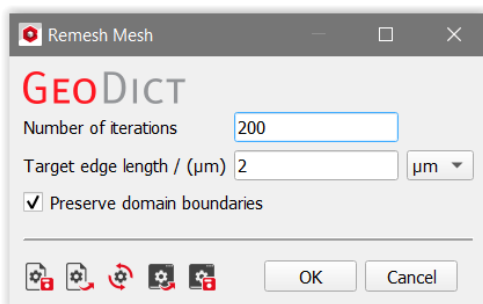 Remesh Mesh
GEODICT
Number of iterations 200
Target edge length / (µm) 2 µm
Preserve domain boundaries
OK Cancel